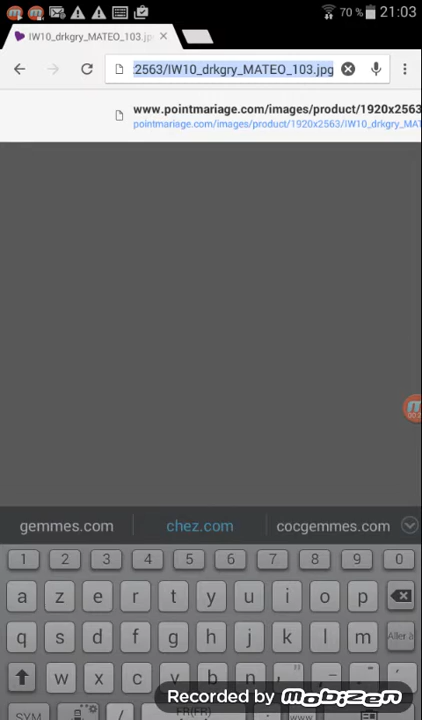 70 % 21:03
IW10_drkgry_MATEO_103.jp
:2563/IW10_drkgry_MATEO_103.jpg
www.pointmariage.com/images/product/1920x2563
pointmariage.com/images/product/1920x2563/IW10_drkgry_MAT
gemmes.com chez.com cocgemmes.com
1 2 3 4 5 6 7 8 9 0
a z e r t y u i o p
q s d f g h j k l m Aller à
w x c v b n
SYM / FR(FR)
Recorded by mobizen